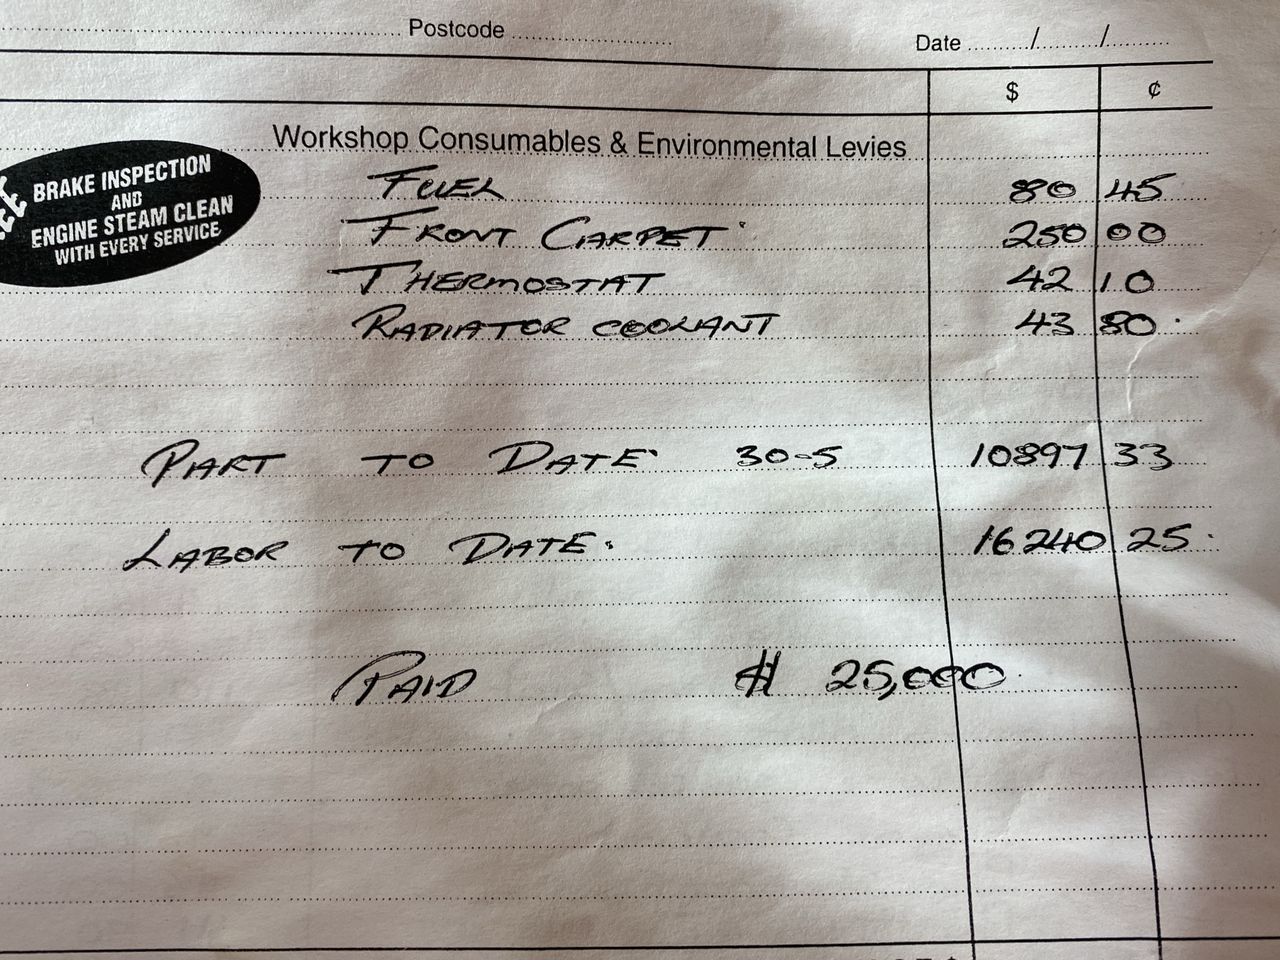 Postcode
Date / /
$ ¢
Workshop Consumables & Environmental Levies
BRAKE INSPECTION
AND
ENGINE STEAM CLEAN
WITH EVERY SERVICE
FUEL 80 45
FRONT CARPET 250 00
THERMOSTAT 42 10
RADIATOR COOLANT 43 80
PART TO DATE 30-5 10897 33
LABOR TO DATE. 16240 25
PAID $ 25,000